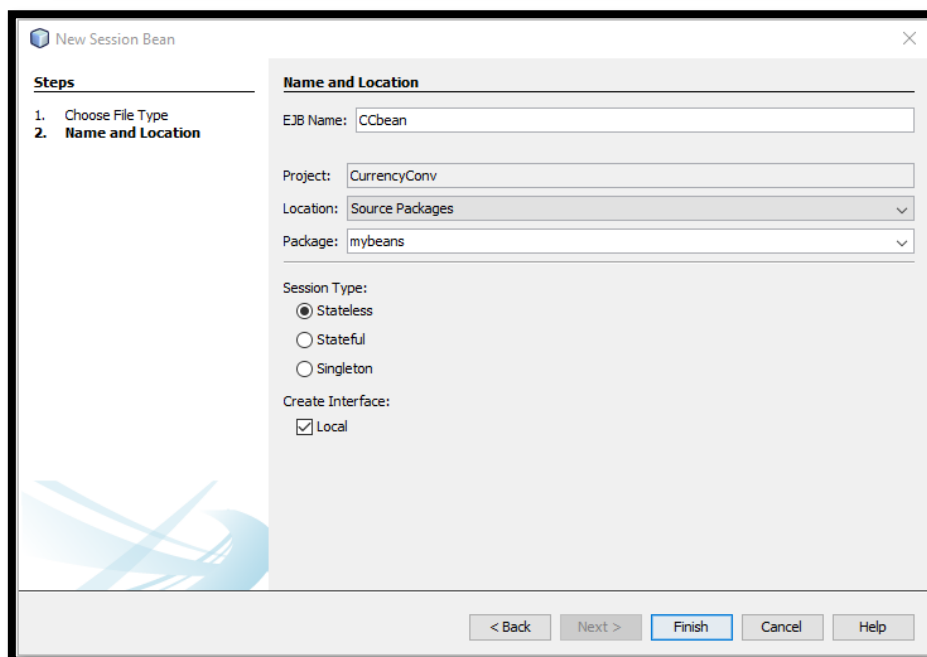 New Session Bean
Steps
1. Choose File Type
2. Name and Location
Name and Location
EJB Name: CCbean
Project: CurrencyConv
Location: Source Packages
Package: mybeans
Session Type:
Stateless
Stateful
Singleton
Create Interface:
Local
< Back Next > Finish Cancel Help